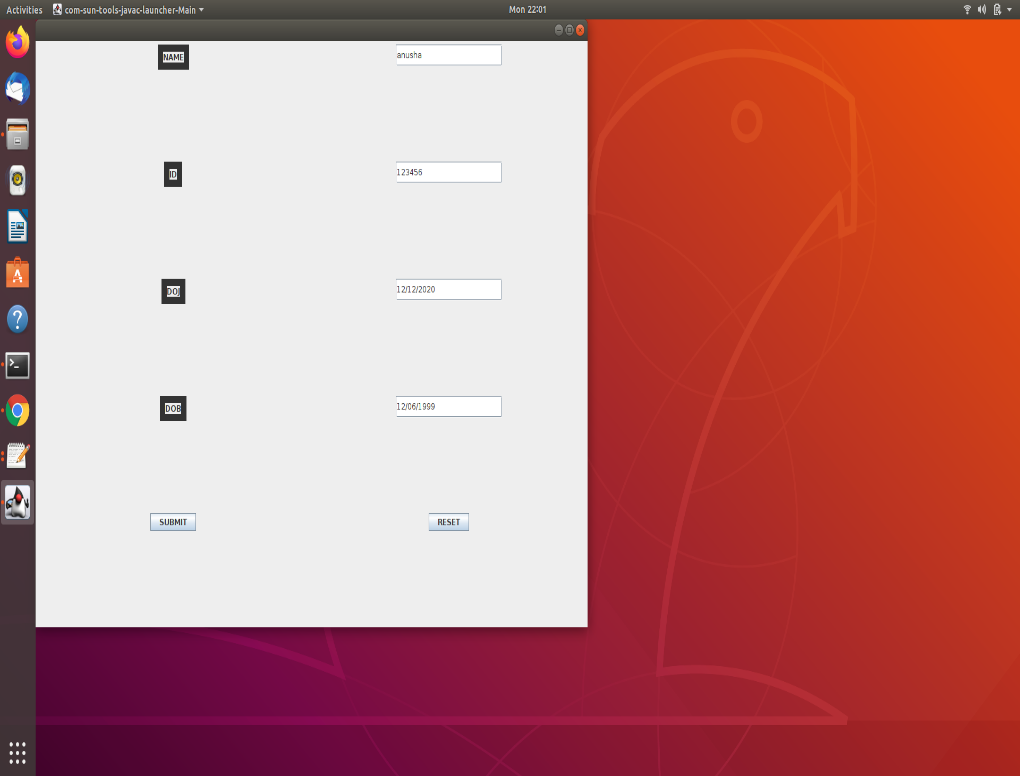 Activities com-sun-tools-javac-launcher-Main Mon 22:01
NAME anusha
ID 123456
DOJ 12/12/2020
DOB 12/06/1999
SUBMIT RESET